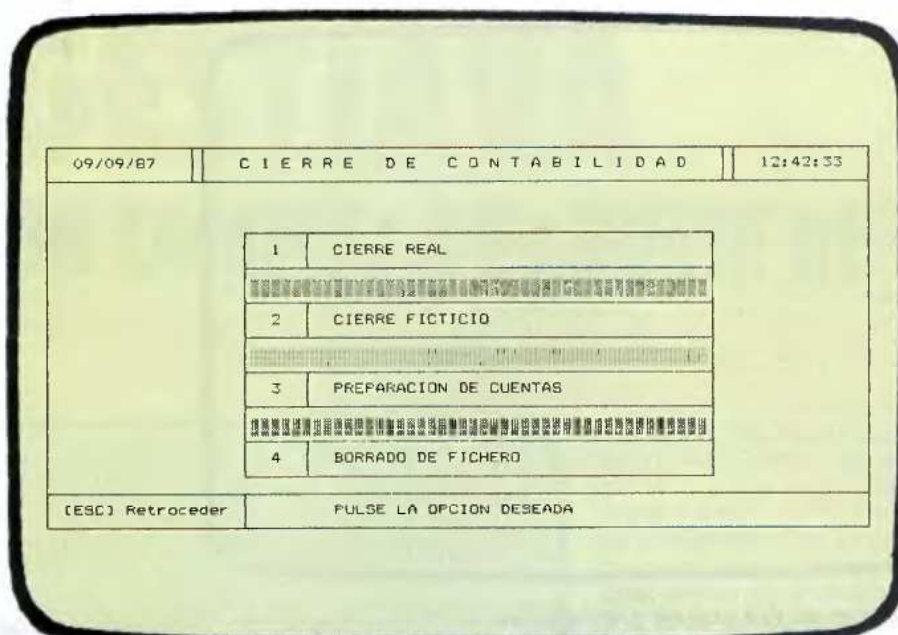 09/09/87 CIERRE DE CONTABILIDAD 12:42:33
1 CIERRE REAL
2 CIERRE FICTICIO
3 PREPARACION DE CUENTAS
4 BORRADO DE FICHERO
[ESC] Retroceder PULSE LA OPCION DESEADA